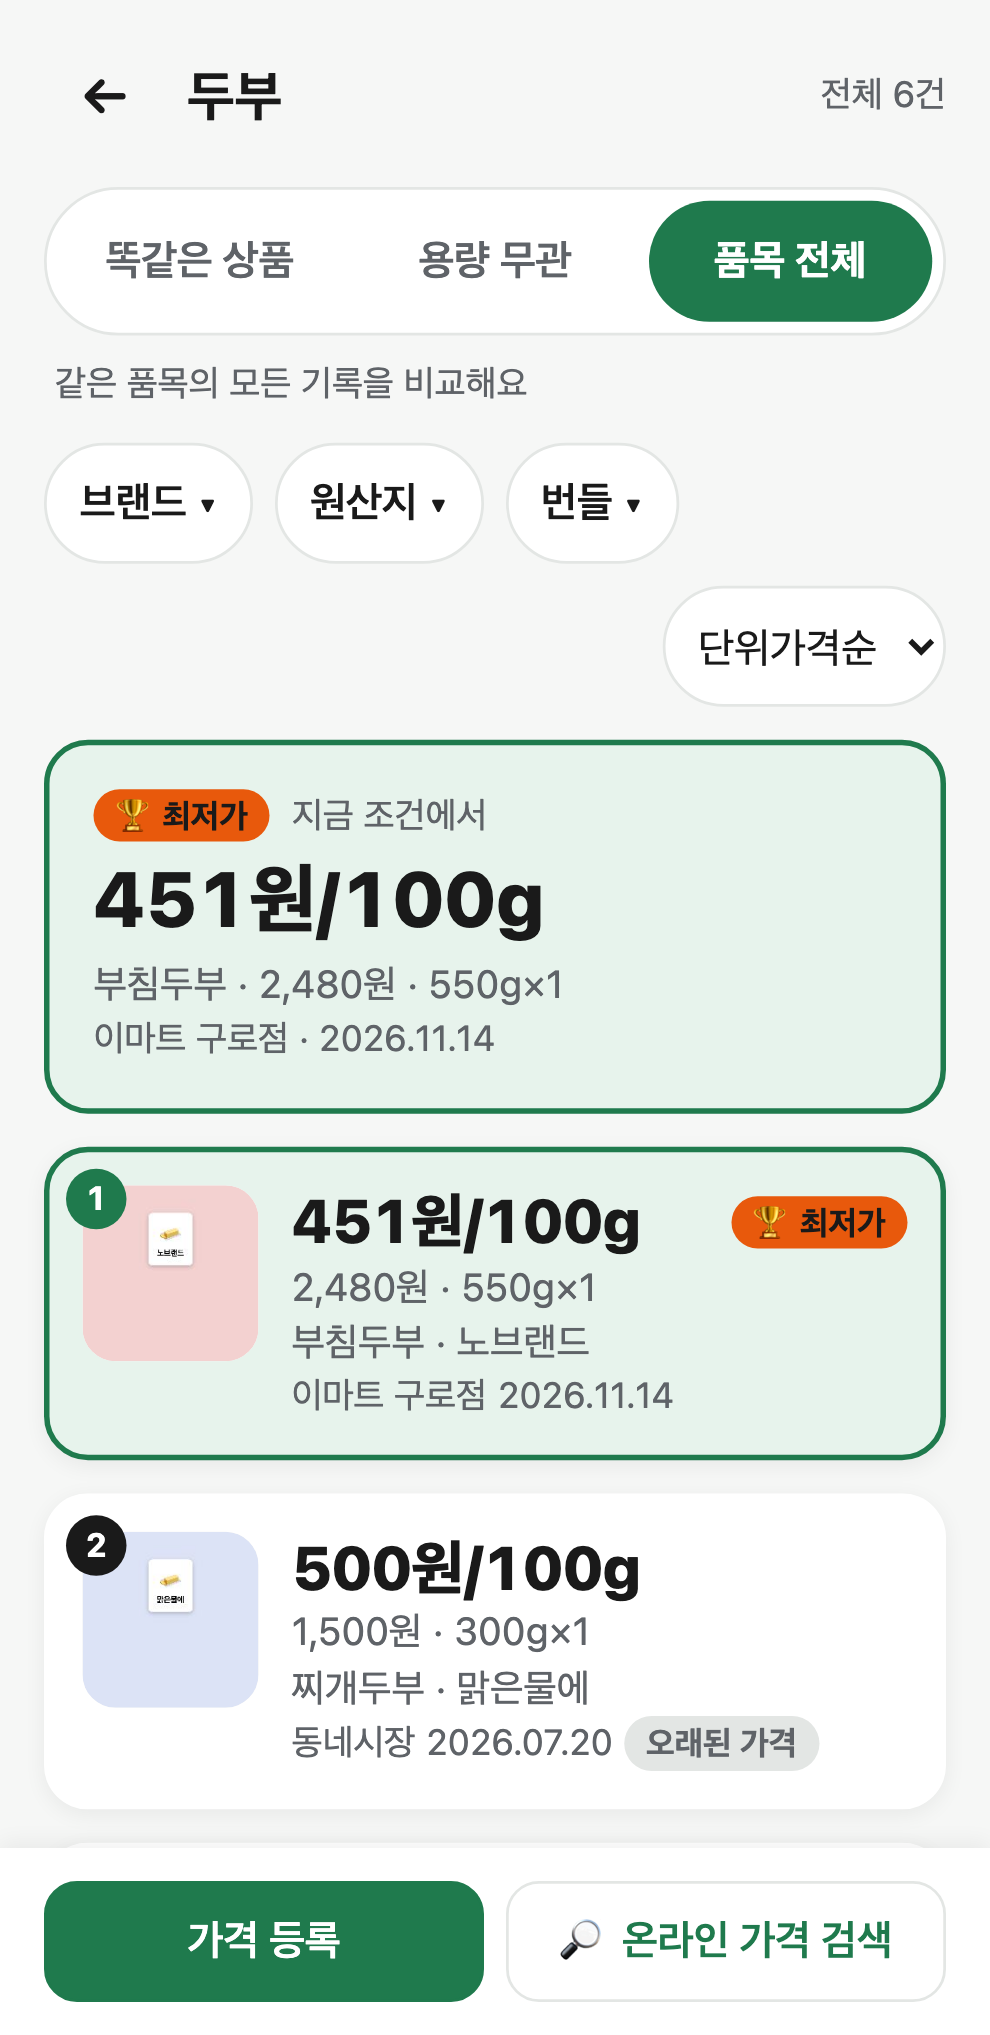 두부
전체 6건
똑같은 상품
용량 무관
품목 전체
같은 품목의 모든 기록을 비교해요
브랜드 ▾
원산지 ▾
번들 ▾
단위가격순
🏆 최저가 지금 조건에서
451원/100g
부침두부 · 2,480원 · 550g×1
이마트 구로점 · 2026.11.14
1
노브랜드
451원/100g
🏆 최저가
2,480원 · 550g×1
부침두부 · 노브랜드
이마트 구로점 2026.11.14
2
맑은물에
500원/100g
1,500원 · 300g×1
찌개두부 · 맑은물에
동네시장 2026.07.20 오래된 가격
가격 등록
🔎 온라인 가격 검색